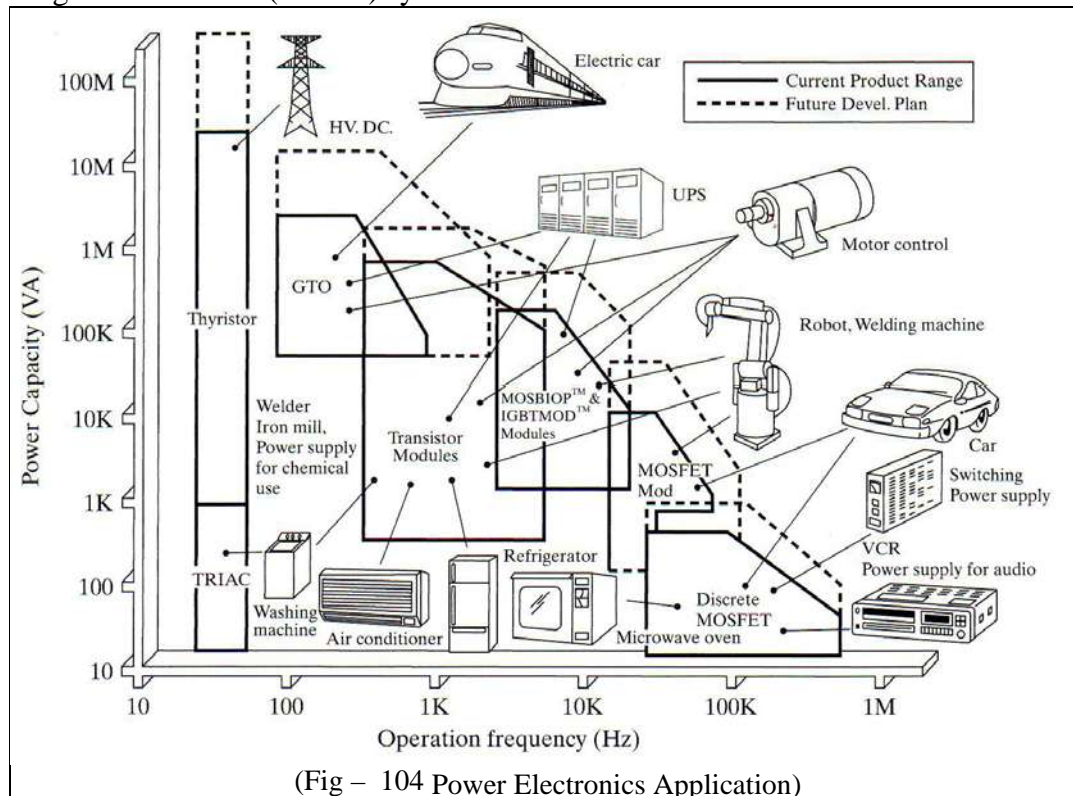 100M
10M
1M
100K
10K
1K
100
10
Power Capacity (VA)
10
100
1K
10K
100K
1M
Operation frequency (Hz)
Electric car
Current Product Range
Future Devel. Plan
HV. DC.
UPS
Motor control
GTO
Thyristor
Robot, Welding machine
MOSBIOP™ &
IGBTMOD™
Modules
Welder
Iron mill,
Power supply
for chemical
use
Transistor
Modules
Car
MOSFET
Mod
Switching
Power supply
TRIAC
Washing
machine
Air conditioner
Refrigerator
Microwave oven
Discrete
MOSFET
VCR
Power supply for audio
(Fig – 104 Power Electronics Application)